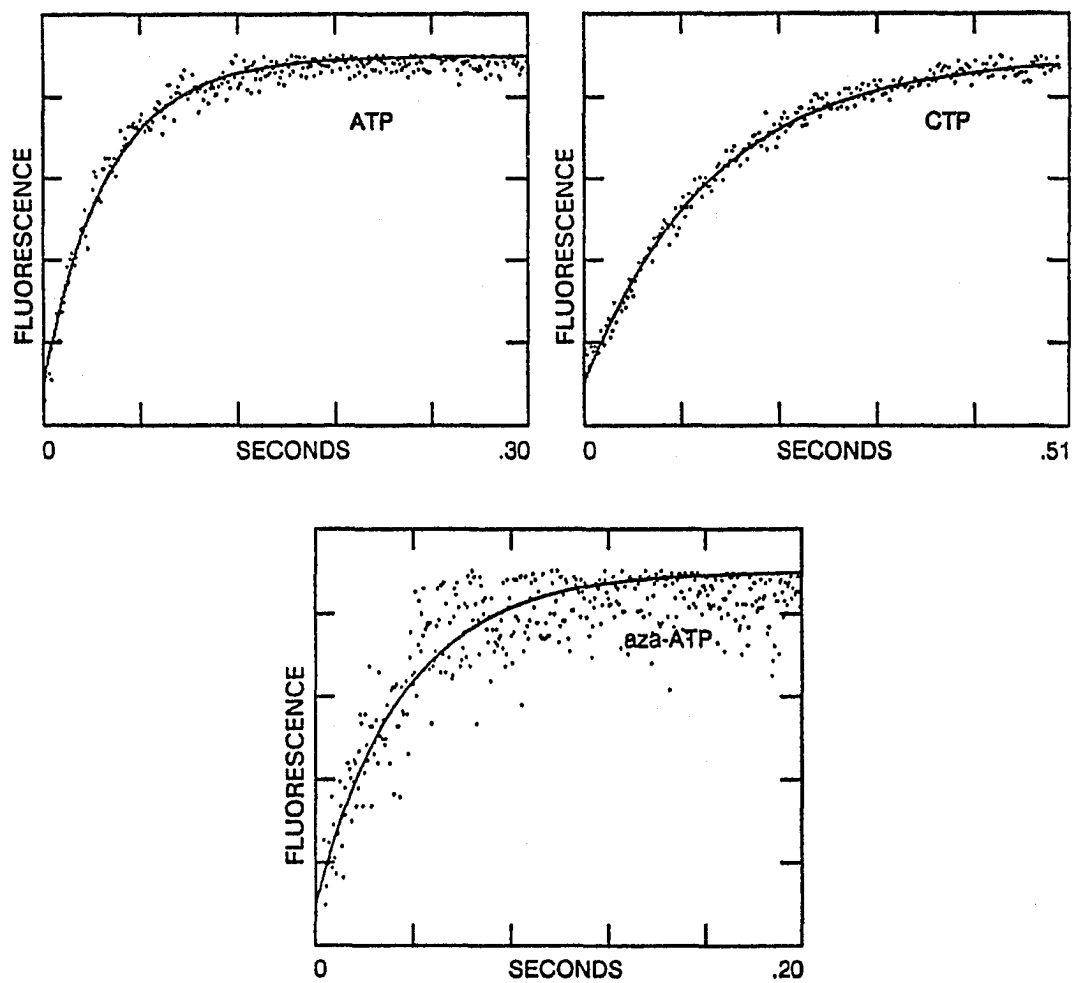 FLUORESCENCE
ATP
0 SECONDS .30
FLUORESCENCE
CTP
0 SECONDS .51
FLUORESCENCE
aza-ATP
0 SECONDS .20